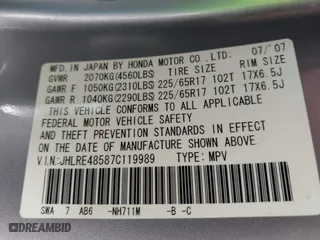 MFD. IN JAPAN BY HONDA MOTOR CO.,LTD. 07/'07
GVWR 2070KG(4560LBS) TIRE SIZE RIM SIZE
GAWR F 1050KG(2310LBS) 225/65R17 102T 17X6.5J
GAWR R 1040KG(2290LBS) 225/65R17 102T 17X6.5J
THIS VEHICLE CONFORMS TO ALL APPLICABLE
FEDERAL MOTOR VEHICLE SAFETY
AND THEFT PREVENTION STANDARDS IN EFFECT ON
THE DATE OF MANUFACTURE SHOWN ABOVE.
V.I.N:JHLRE48587C119989 TYPE: MPV
SWA 7 AB6 -NH711M -B -C
DealerCenter